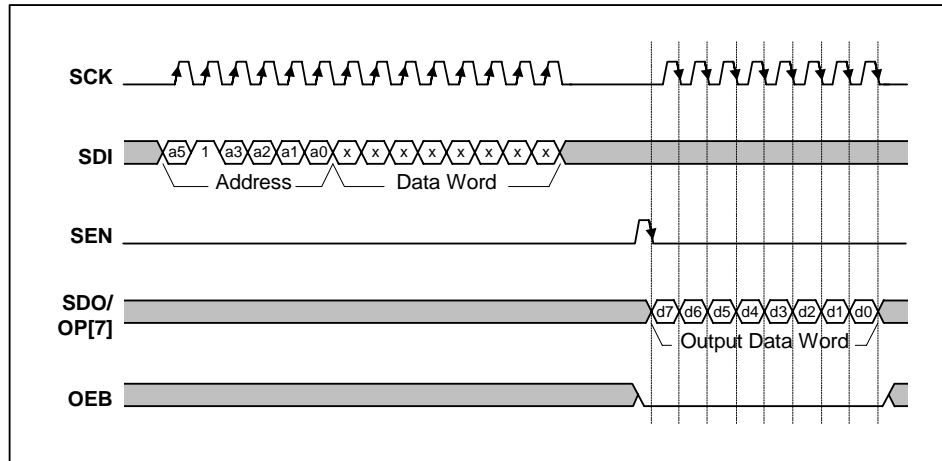 SCK
SDI
a5 1 a3 a2 a1 a0 x x x x x x x x
Address Data Word
SEN
SDO/
OP[7]
d7 d6 d5 d4 d3 d2 d1 d0
Output Data Word
OEB